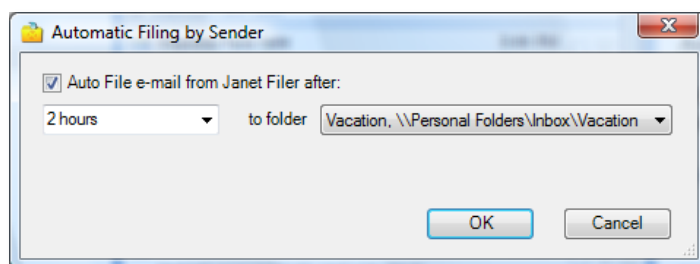 Automatic Filing by Sender
Auto File e-mail from Janet Filer after:
2 hours to folder Vacation, \\Personal Folders\Inbox\Vacation
OK Cancel